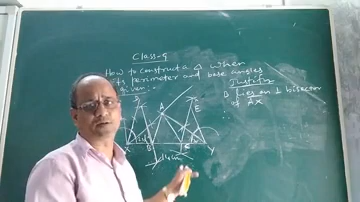 Class-9
How to construct a △ when
its perimeter and base angles
given.
Justify
B lies on ⊥ bisector
of AX
A
E
X
B
Y